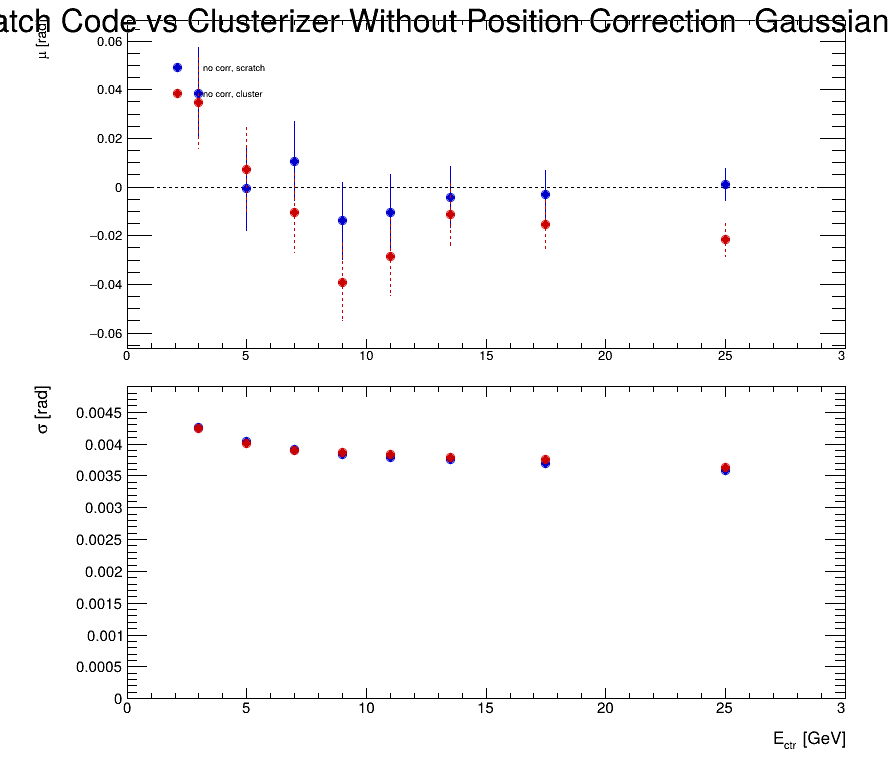 atch Code vs Clusterizer Without Position Correction  Gaussian
μ [rad
0.06
0.04
0.02
0
−0.02
−0.04
−0.06
no corr, scratch
no corr, cluster
0 5 10 15 20 25 3
σ [rad]
0.0045
0.004
0.0035
0.003
0.0025
0.002
0.0015
0.001
0.0005
0
0 5 10 15 20 25 3
E_ctr [GeV]